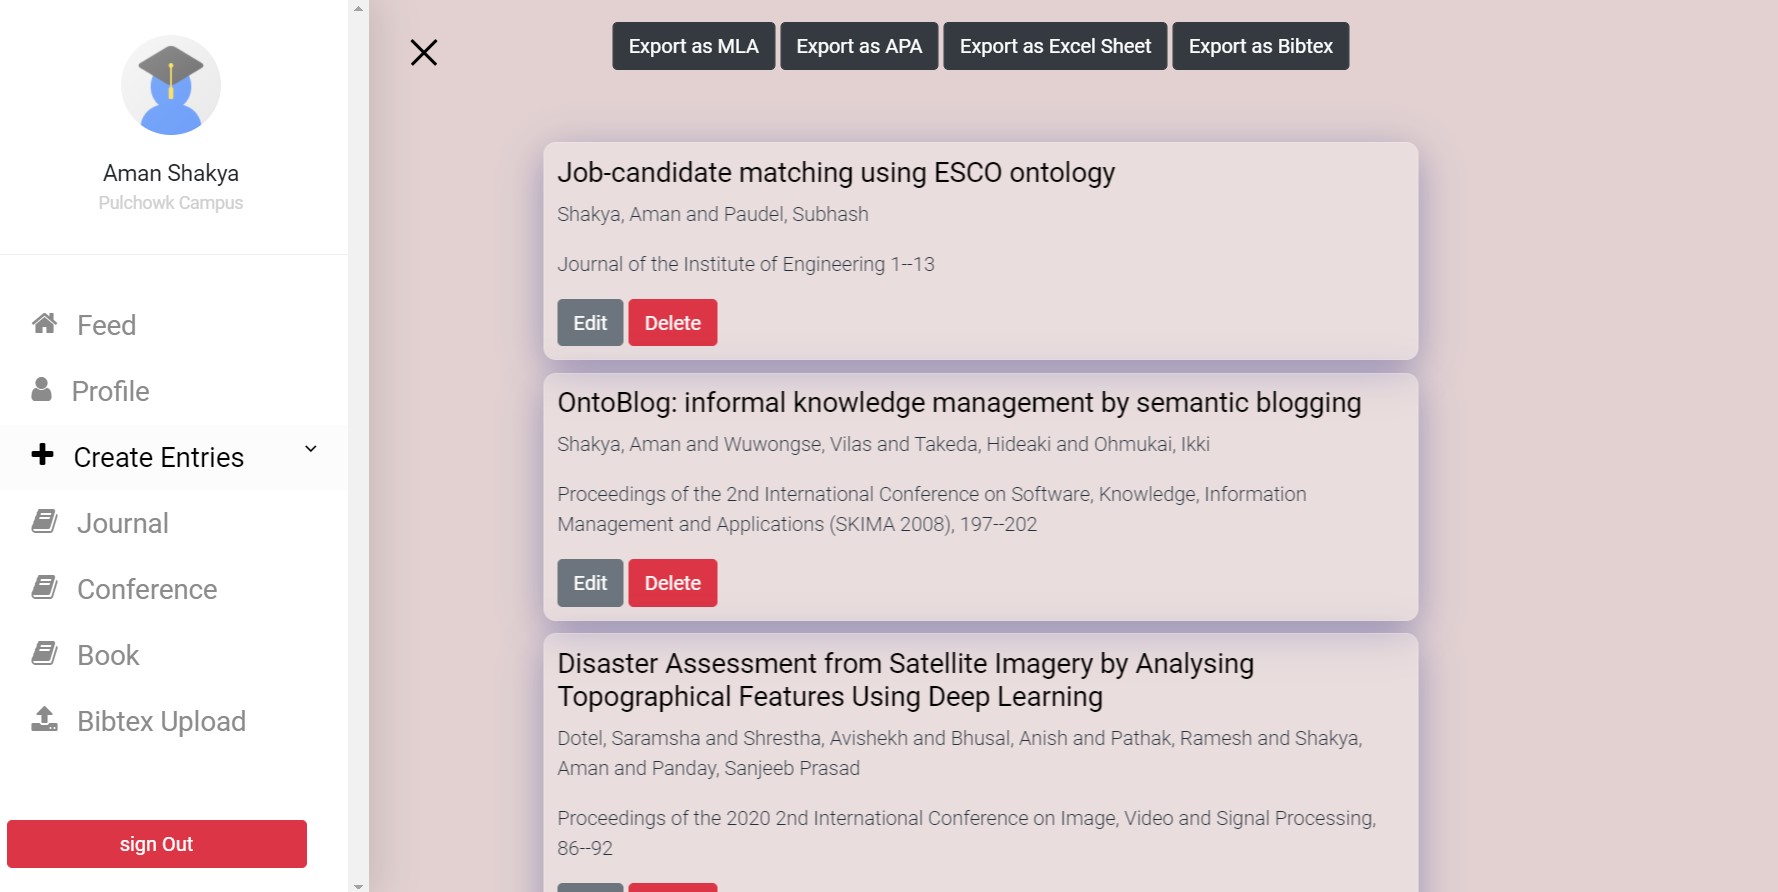 Aman Shakya
Pulchowk Campus
Feed
Profile
Create Entries
Journal
Conference
Book
Bibtex Upload
sign Out
Export as MLA
Export as APA
Export as Excel Sheet
Export as Bibtex
Job-candidate matching using ESCO ontology
Shakya, Aman and Paudel, Subhash
Journal of the Institute of Engineering 1--13
Edit
Delete
OntoBlog: informal knowledge management by semantic blogging
Shakya, Aman and Wuwongse, Vilas and Takeda, Hideaki and Ohmukai, Ikki
Proceedings of the 2nd International Conference on Software, Knowledge, Information
Management and Applications (SKIMA 2008), 197--202
Edit
Delete
Disaster Assessment from Satellite Imagery by Analysing
Topographical Features Using Deep Learning
Dotel, Saramsha and Shrestha, Avishekh and Bhusal, Anish and Pathak, Ramesh and Shakya,
Aman and Panday, Sanjeeb Prasad
Proceedings of the 2020 2nd International Conference on Image, Video and Signal Processing,
86--92